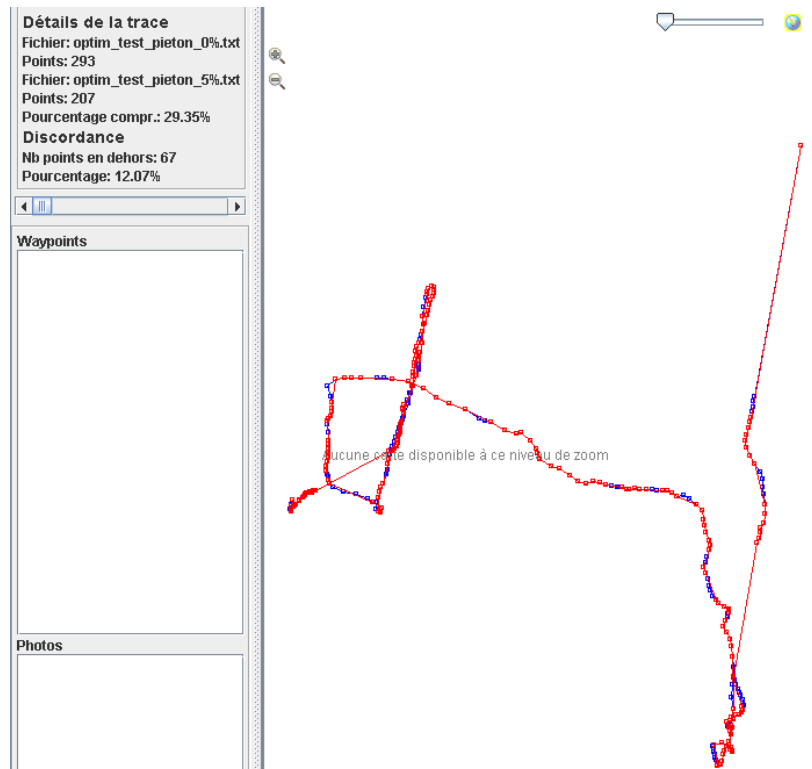 Détails de la trace
Fichier: optim_test_pieton_0%.txt
Points: 293
Fichier: optim_test_pieton_5%.txt
Points: 207
Pourcentage compr.: 29.35%
Discordance
Nb points en dehors: 67
Pourcentage: 12.07%
Waypoints
Aucune carte disponible à ce niveau de zoom
Photos